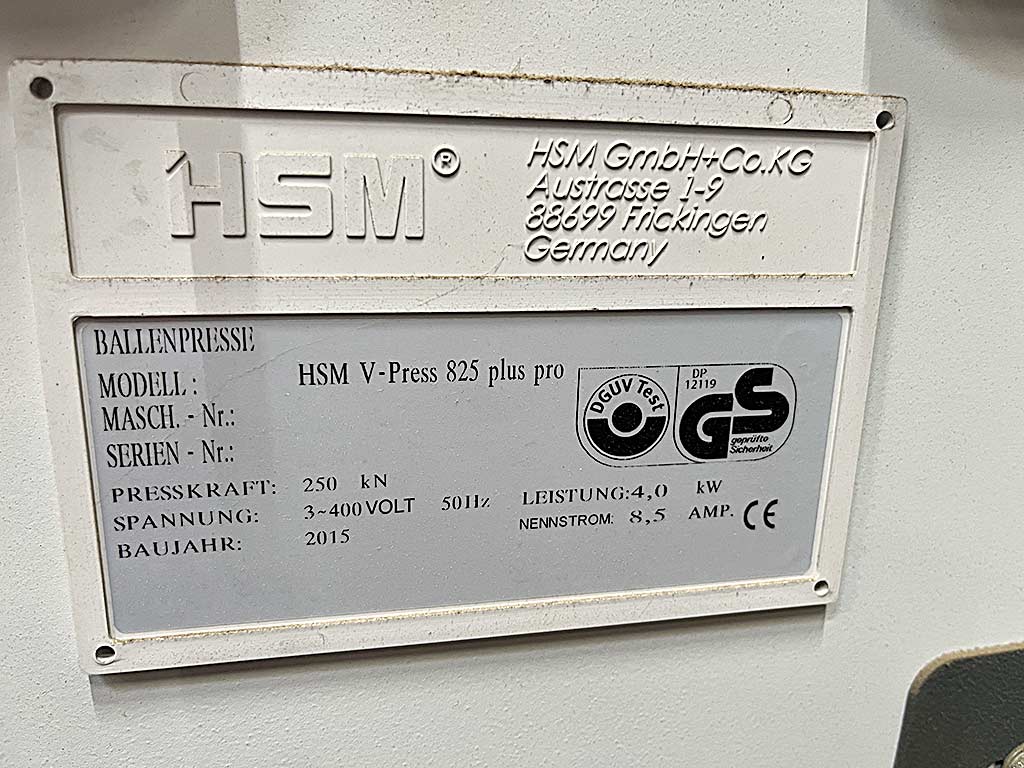 HSM®
HSM GmbH+Co.KG
Austrasse 1-9
88699 Frickingen
Germany
BALLENPRESSE
MODELL: HSM V-Press 825 plus pro
MASCH. - Nr.:
SERIEN - Nr.:
DGUV Test
DP
12119
GS
geprüfte
Sicherheit
PRESSKRAFT: 250 kN LEISTUNG:4,0 kW
SPANNUNG: 3~400VOLT 50Hz NENNSTROM: 8,5 AMP. CE
BAUJAHR: 2015